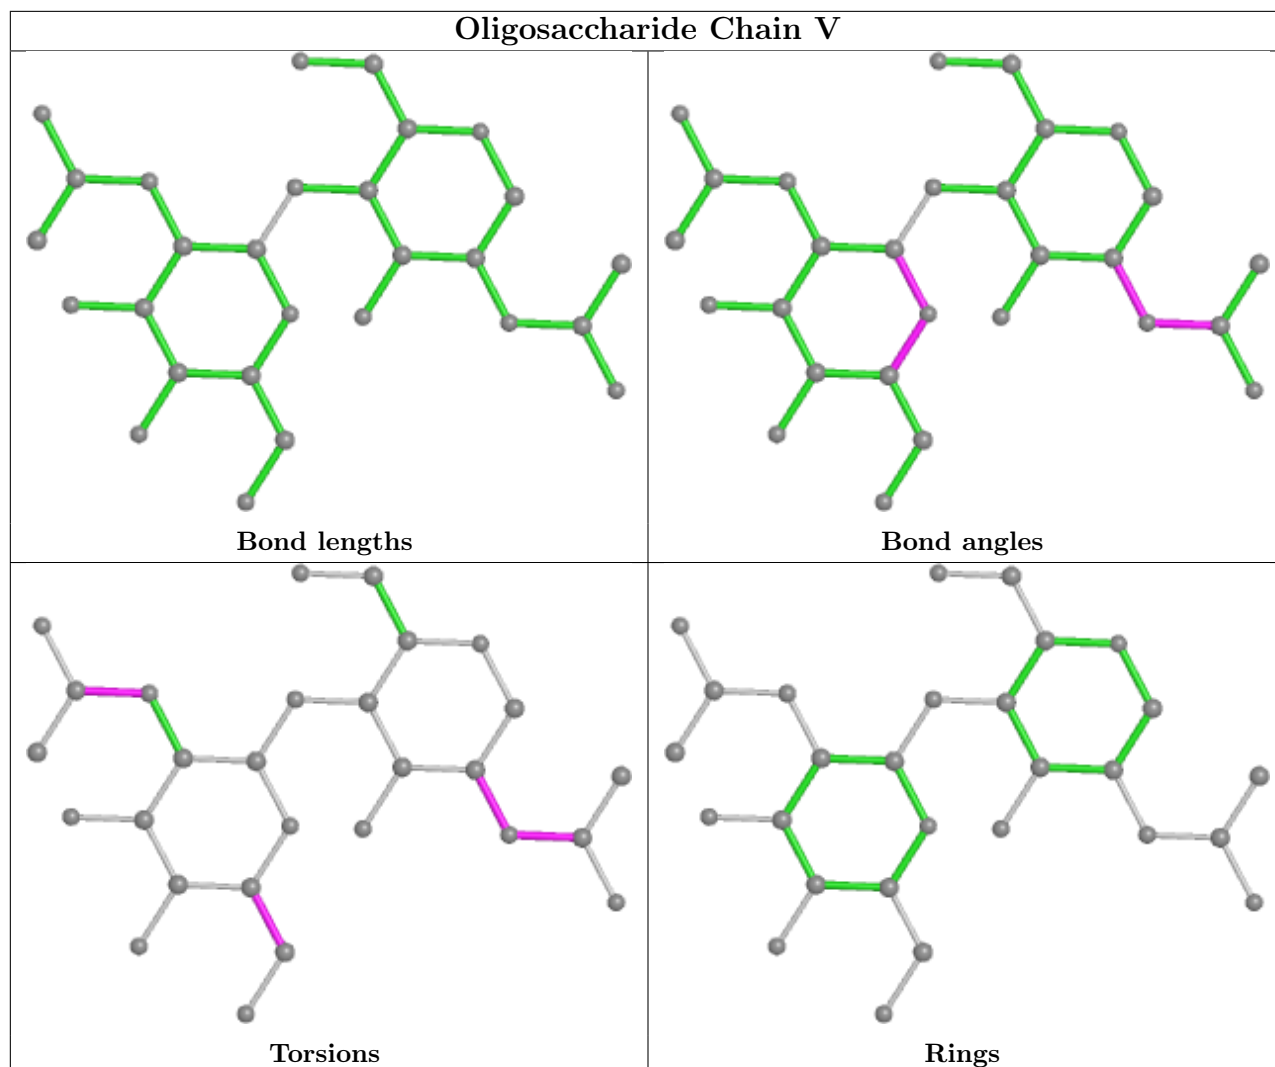 Oligosaccharide Chain V
Bond lengths
Bond angles
Torsions
Rings